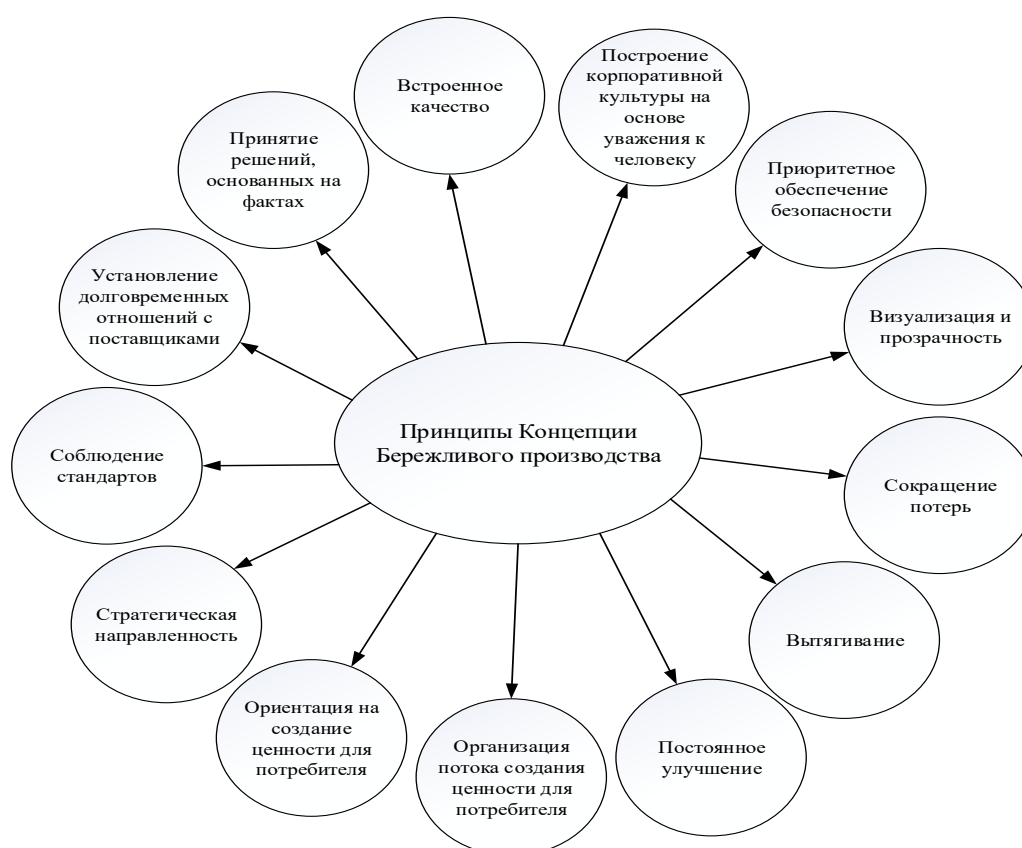 Встроенное
качество
Построение
корпоративной
культуры на
основе
уважения к
человеку
Приоритетное
обеспечение
безопасности
Визуализация и
прозрачность
Сокращение
потерь
Вытягивание
Постоянное
улучшение
Организация
потока создания
ценности для
потребителя
Ориентация на
создание
ценности для
потребителя
Стратегическая
направленность
Соблюдение
стандартов
Установление
долговременных
отношений с
поставщиками
Принятие
решений,
основанных на
фактах
Принципы Концепции
Бережливого производства